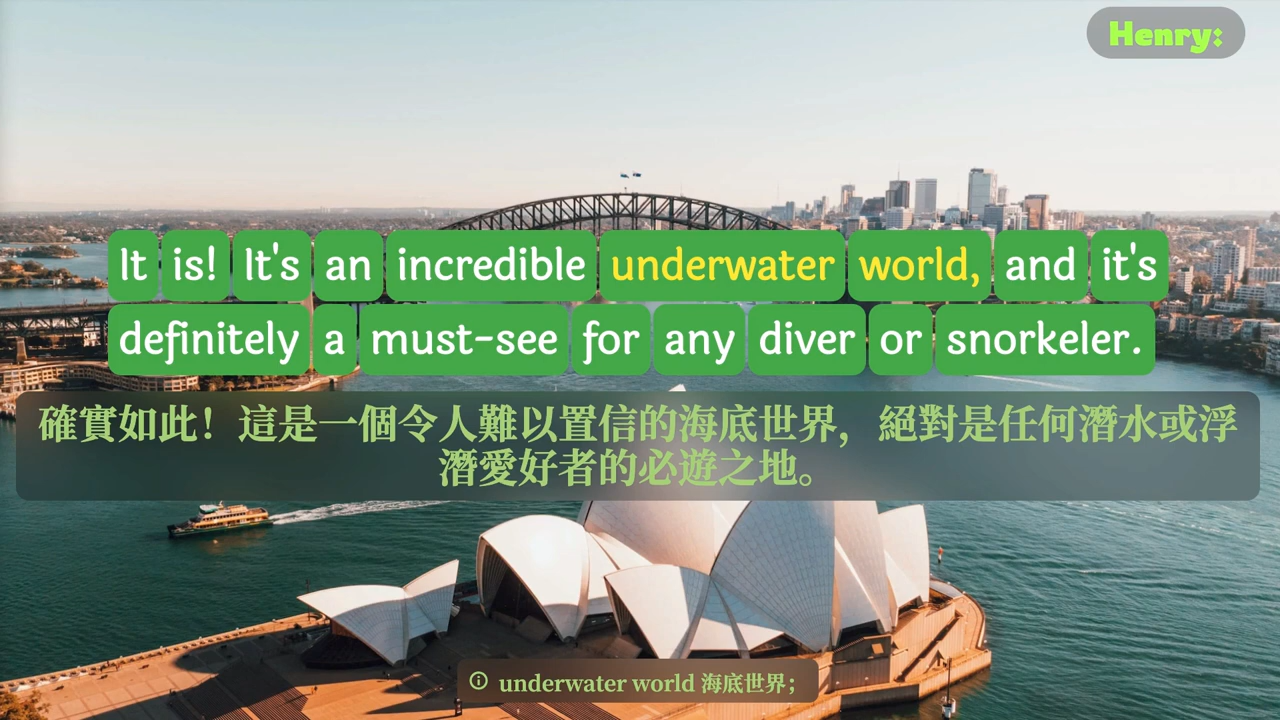 Henry:
It is! It's an incredible underwater world, and it's
definitely a must-see for any diver or snorkeler.
確實如此！這是一個令人難以置信的海底世界，絕對是任何潛水或浮
潛愛好者的必遊之地。
underwater world 海底世界；